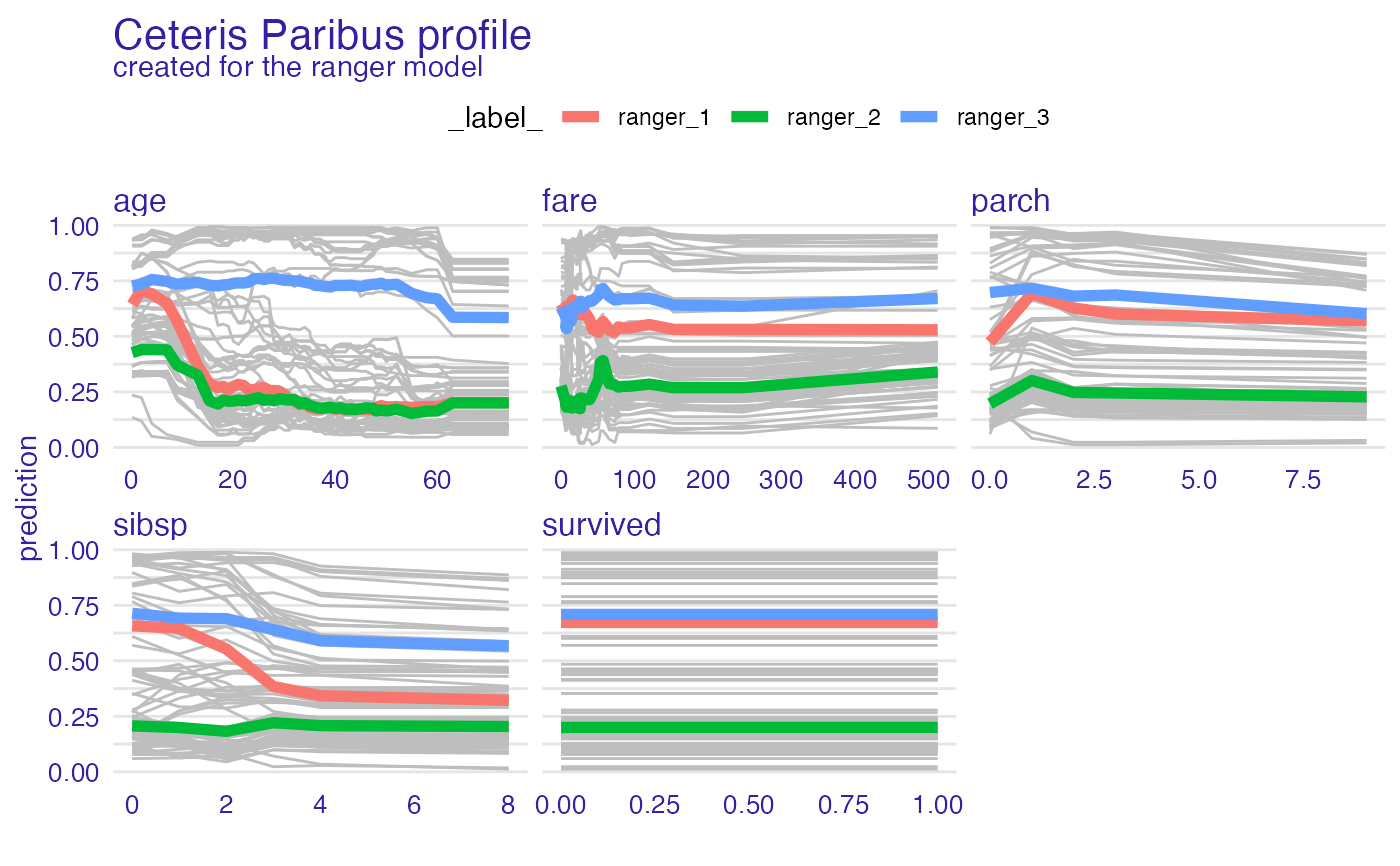 Ceteris Paribus profile
created for the ranger model
_label_ ranger_1 ranger_2 ranger_3
age fare parch
1.00
0.75
0.50
0.25
0.00
0 20 40 60 0 100 200 300 400 500 0.0 2.5 5.0 7.5
prediction
sibsp survived
1.00
0.75
0.50
0.25
0.00
0 2 4 6 8 0.00 0.25 0.50 0.75 1.00